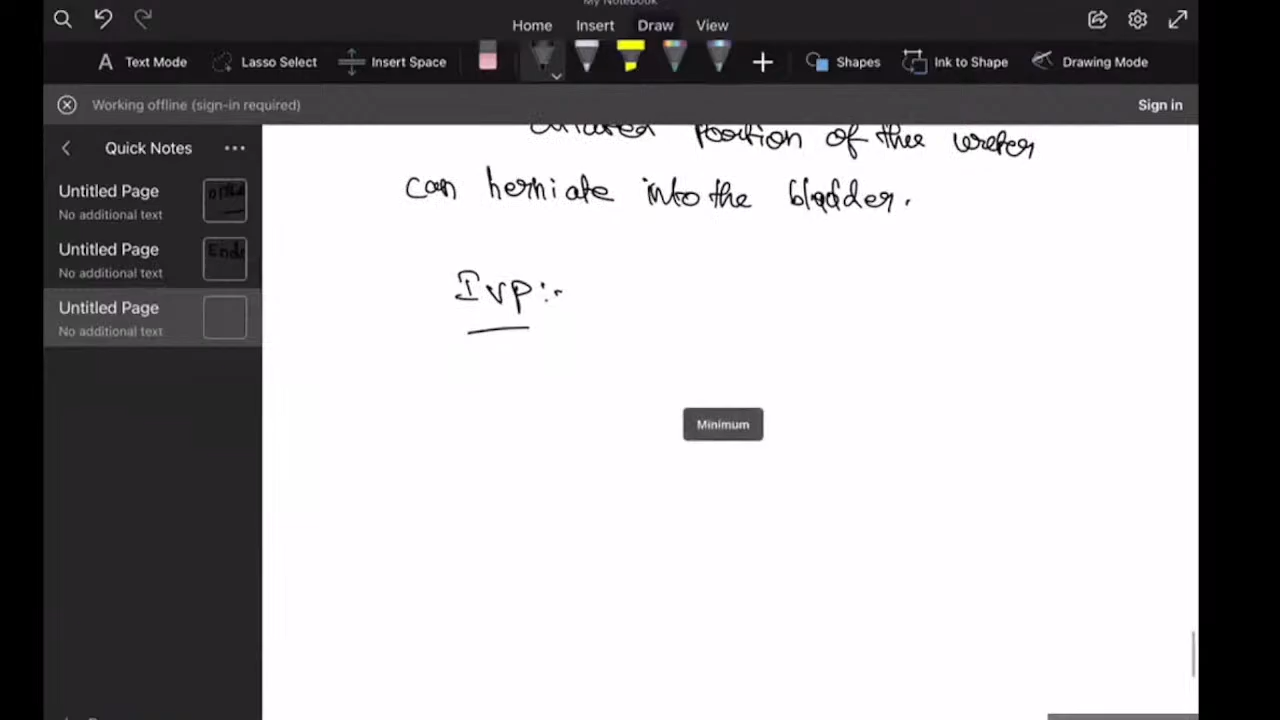 My Notebook
Home Insert Draw View
Text Mode Lasso Select Insert Space Shapes Ink to Shape Drawing Mode
Working offline (sign-in required) Sign in
Quick Notes
Untitled Page
No additional text
Untitled Page
No additional text
Untitled Page
No additional text
portion of the ureter
can herniate into the bladder.
Ivp:-
Minimum